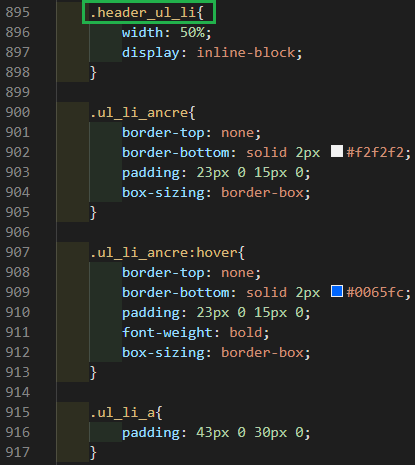 895 .header_ul_li{
896 width: 50%;
897 display: inline-block;
898 }
899
900 .ul_li_ancre{
901 border-top: none;
902 border-bottom: solid 2px #f2f2f2;
903 padding: 23px 0 15px 0;
904 box-sizing: border-box;
905 }
906
907 .ul_li_ancre:hover{
908 border-top: none;
909 border-bottom: solid 2px #0065fc;
910 padding: 23px 0 15px 0;
911 font-weight: bold;
912 box-sizing: border-box;
913 }
914
915 .ul_li_a{
916 padding: 43px 0 30px 0;
917 }